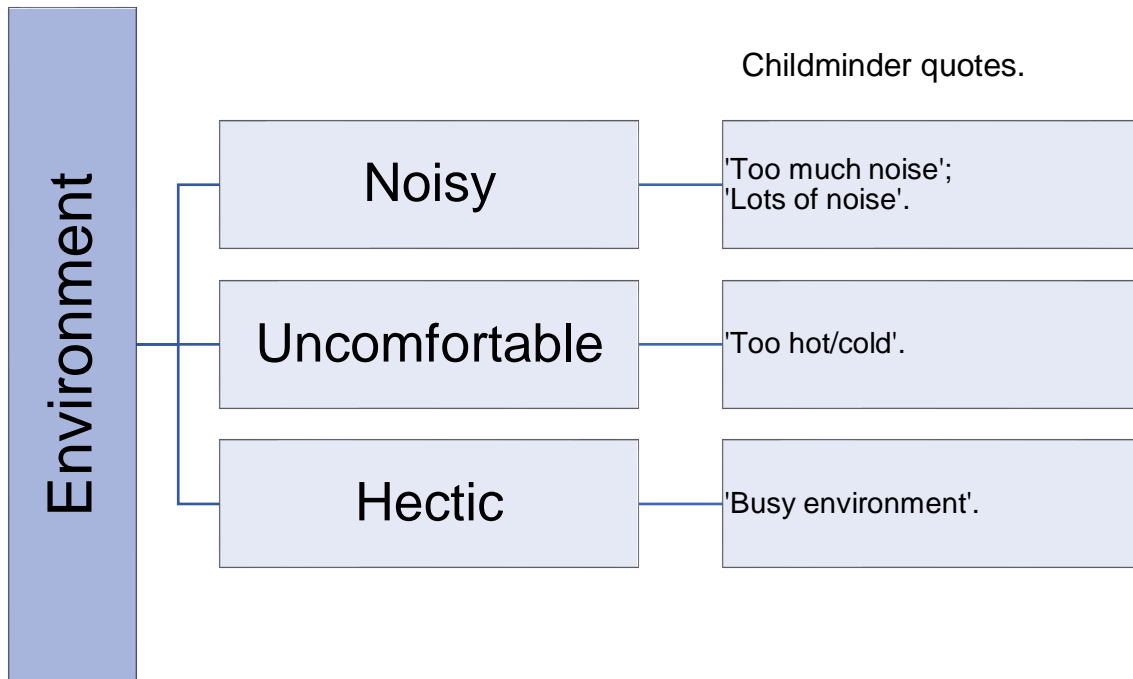 Childminder quotes.
Environment
Noisy
'Too much noise';
'Lots of noise'.
Uncomfortable
'Too hot/cold'.
Hectic
'Busy environment'.